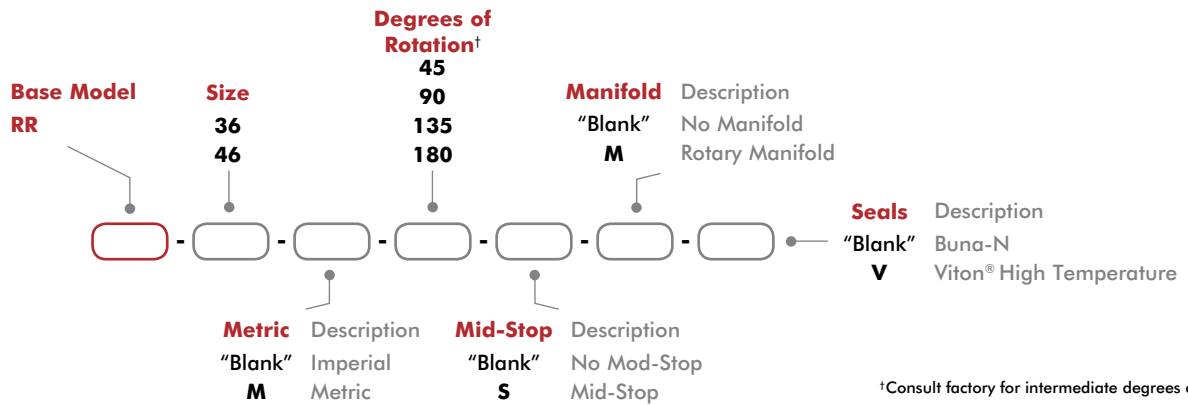 Degrees of
Rotation†
45
90
135
180
Base Model
RR
Size
36
46
Manifold Description
"Blank" No Manifold
M Rotary Manifold
- - - - - -
Seals Description
"Blank" Buna-N
V Viton® High Temperature
Metric Description
"Blank" Imperial
M Metric
Mid-Stop Description
"Blank" No Mod-Stop
S Mid-Stop
†Consult factory for intermediate degrees